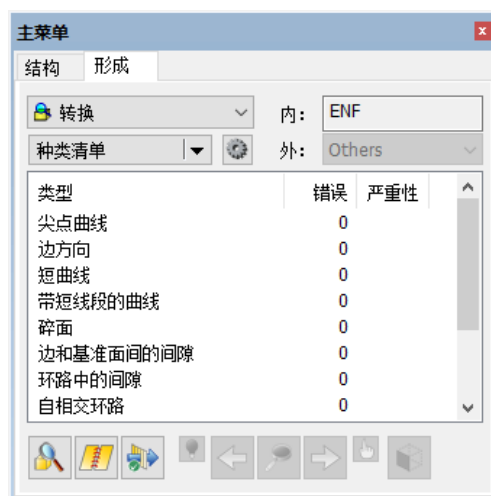 主菜单
结构 形成
转换 内: ENF
种类清单 外: Others
类型 错误 严重性
尖点曲线 0
边方向 0
短曲线 0
带短线段的曲线 0
碎面 0
边和基准面间的间隙 0
环路中的间隙 0
自相交环路 0